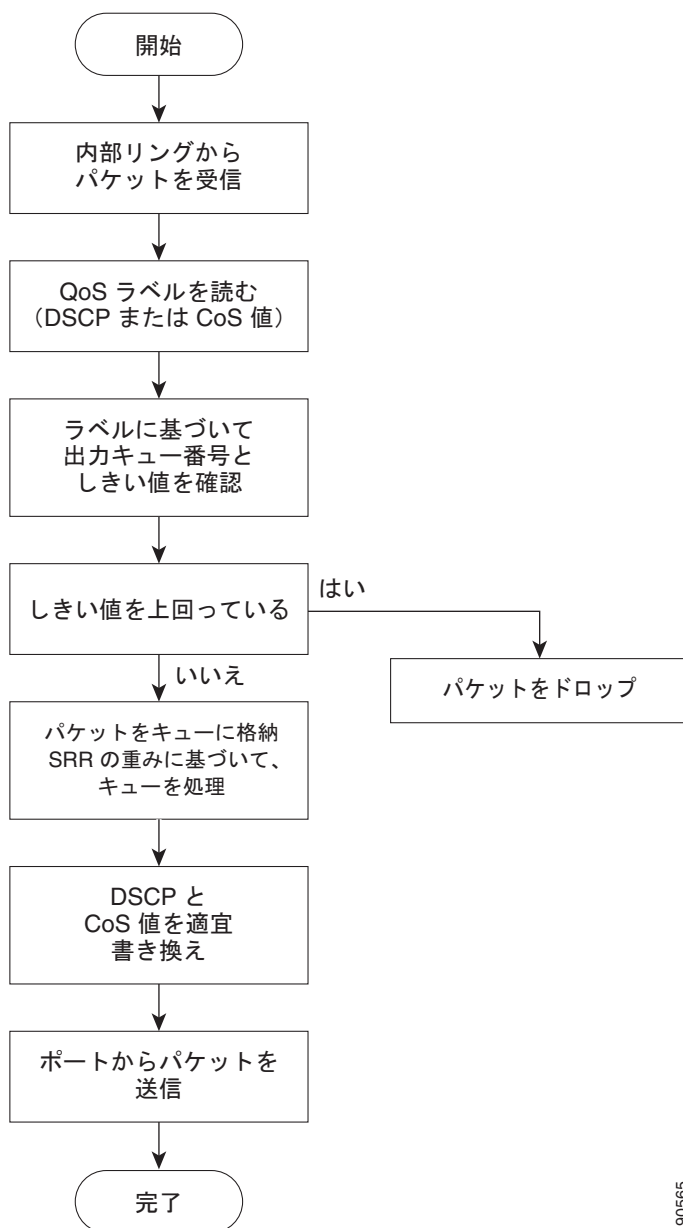 開始
内部リングから
パケットを受信
QoS ラベルを読む
（DSCP または CoS 値）
ラベルに基づいて
出力キュー番号と
しきい値を確認
しきい値を上回っている
はい
いいえ
パケットをドロップ
パケットをキューに格納
SRR の重みに基づいて、
キューを処理
DSCP と
CoS 値を適宜
書き換え
ポートからパケットを
送信
完了
90565